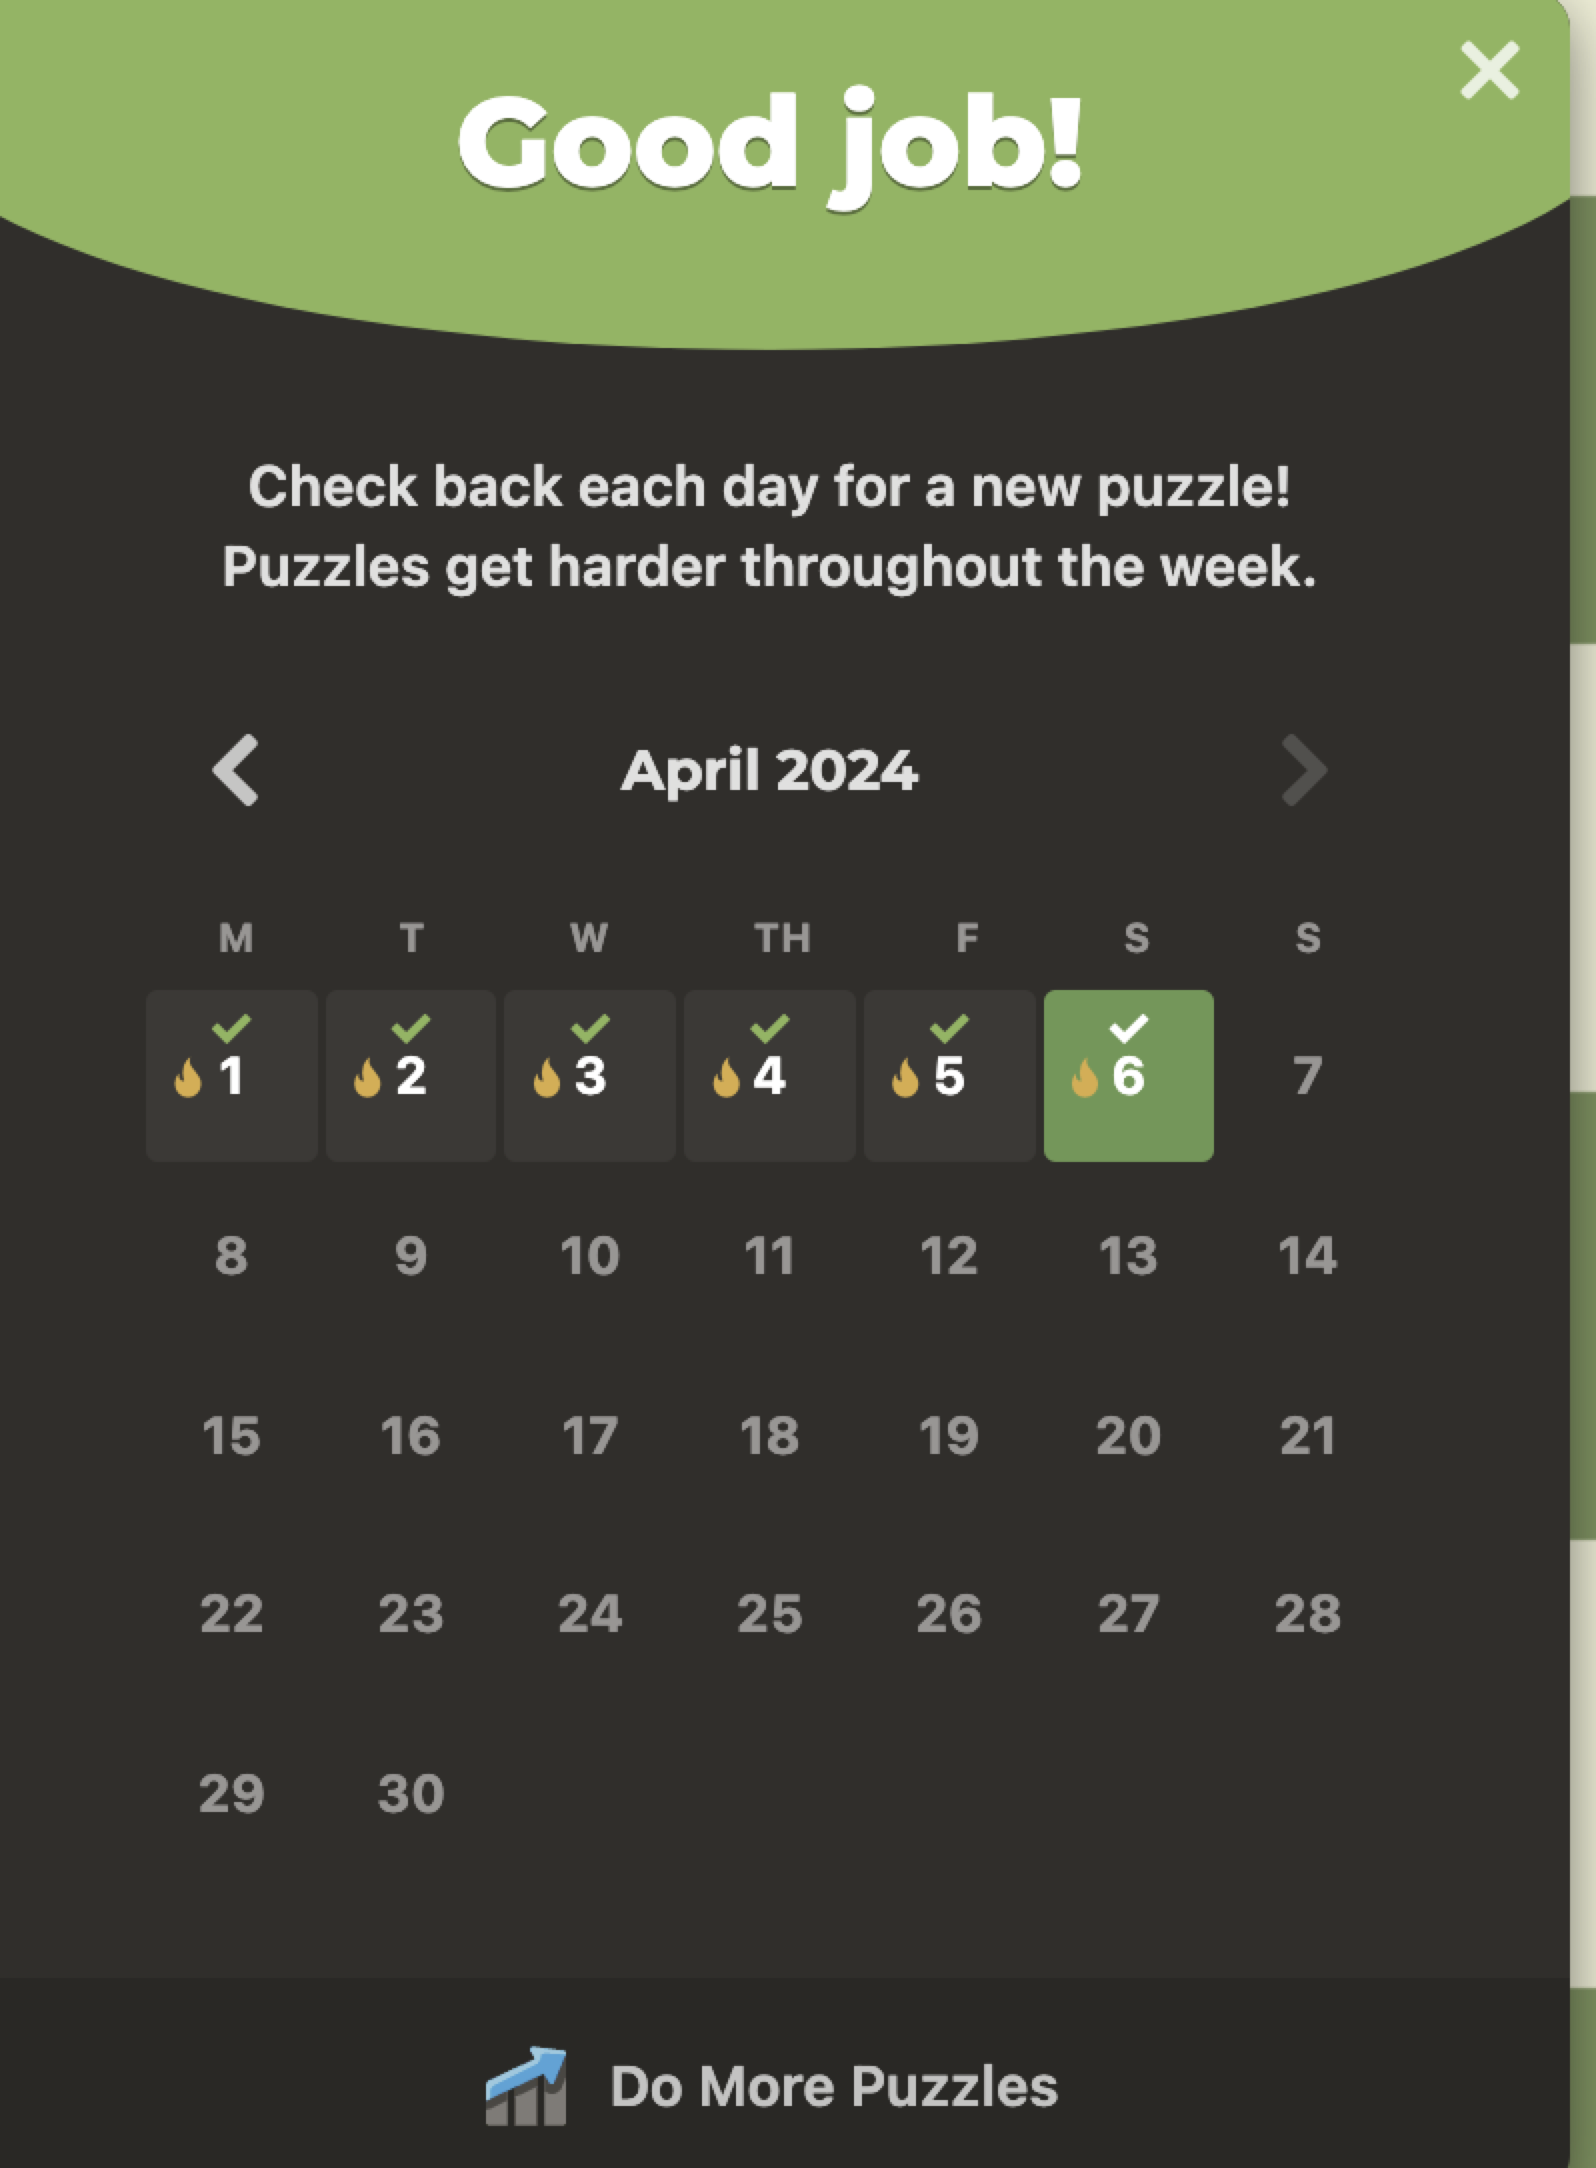 Good job!
Check back each day for a new puzzle!
Puzzles get harder throughout the week.
April 2024
M T W TH F S S
1 2 3 4 5 6 7
8 9 10 11 12 13 14
15 16 17 18 19 20 21
22 23 24 25 26 27 28
29 30
Do More Puzzles